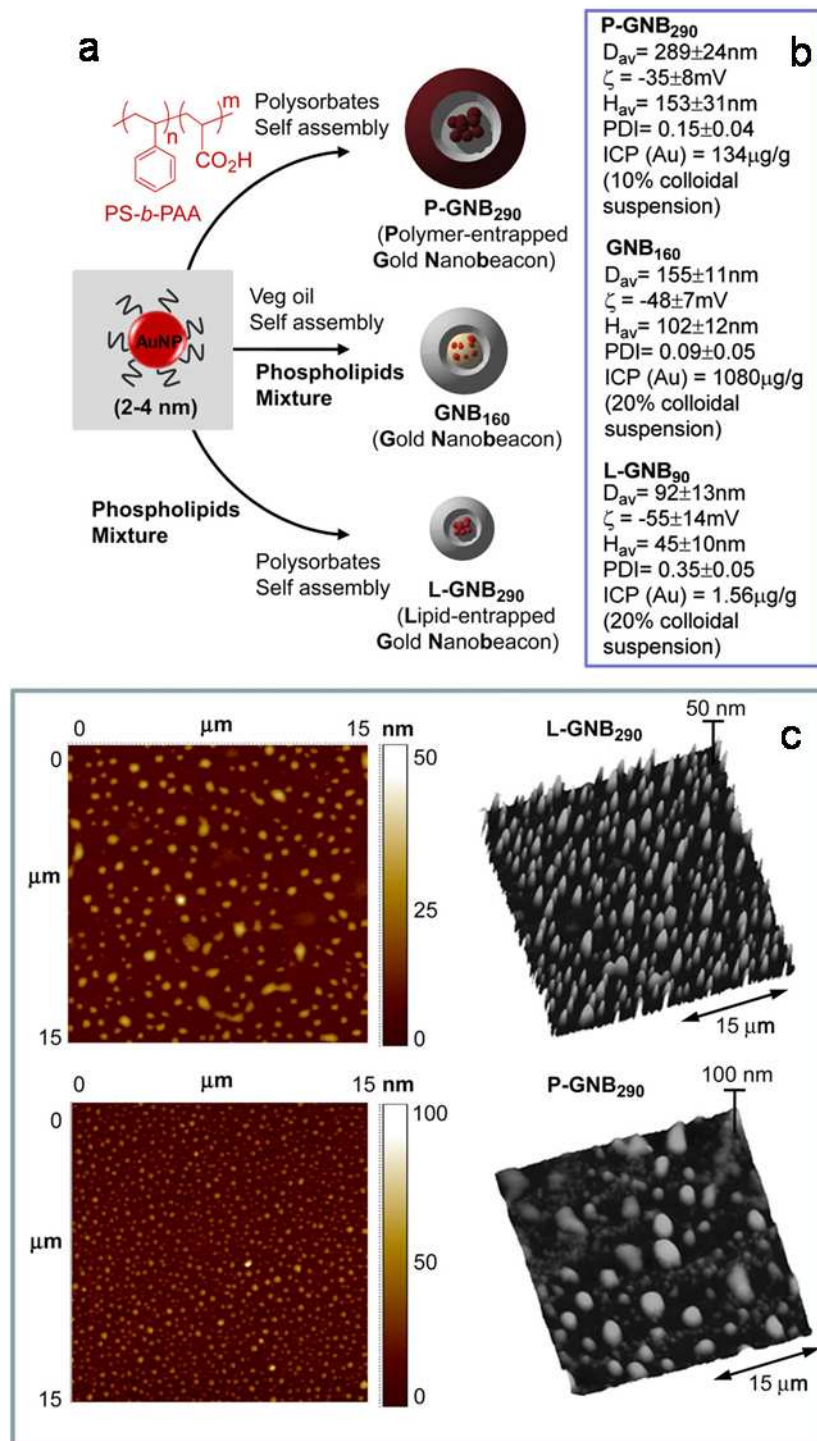 a
n
m
CO₂H
PS-b-PAA
AuNP
(2-4 nm)
Polysorbates
Self assembly
P-GNB₂₉₀
(Polymer-entrapped
Gold Nanobeacon)
Veg oil
Self assembly
Phospholipids
Mixture
GNB₁₆₀
(Gold Nanobeacon)
Phospholipids
Mixture
Polysorbates
Self assembly
L-GNB₂₉₀
(Lipid-entrapped
Gold Nanobeacon)
b
P-GNB₂₉₀
Dav = 289±24nm
ζ = -35±8mV
Hav = 153±31nm
PDI = 0.15±0.04
ICP (Au) = 134μg/g
(10% colloidal
suspension)
GNB₁₆₀
Dav = 155±11nm
ζ = -48±7mV
Hav = 102±12nm
PDI = 0.09±0.05
ICP (Au) = 1080μg/g
(20% colloidal
suspension)
L-GNB₉₀
Dav= 92±13nm
ζ = -55±14mV
Hav= 45±10nm
PDI= 0.35±0.05
ICP (Au) = 1.56μg/g
(20% colloidal
suspension)
c
0 μm 15 nm
0
μm
15
50
25
0
L-GNB₂₉₀
50 nm
15 μm
0 μm 15 nm
0
μm
15
100
50
0
P-GNB₂₉₀
100 nm
15 μm